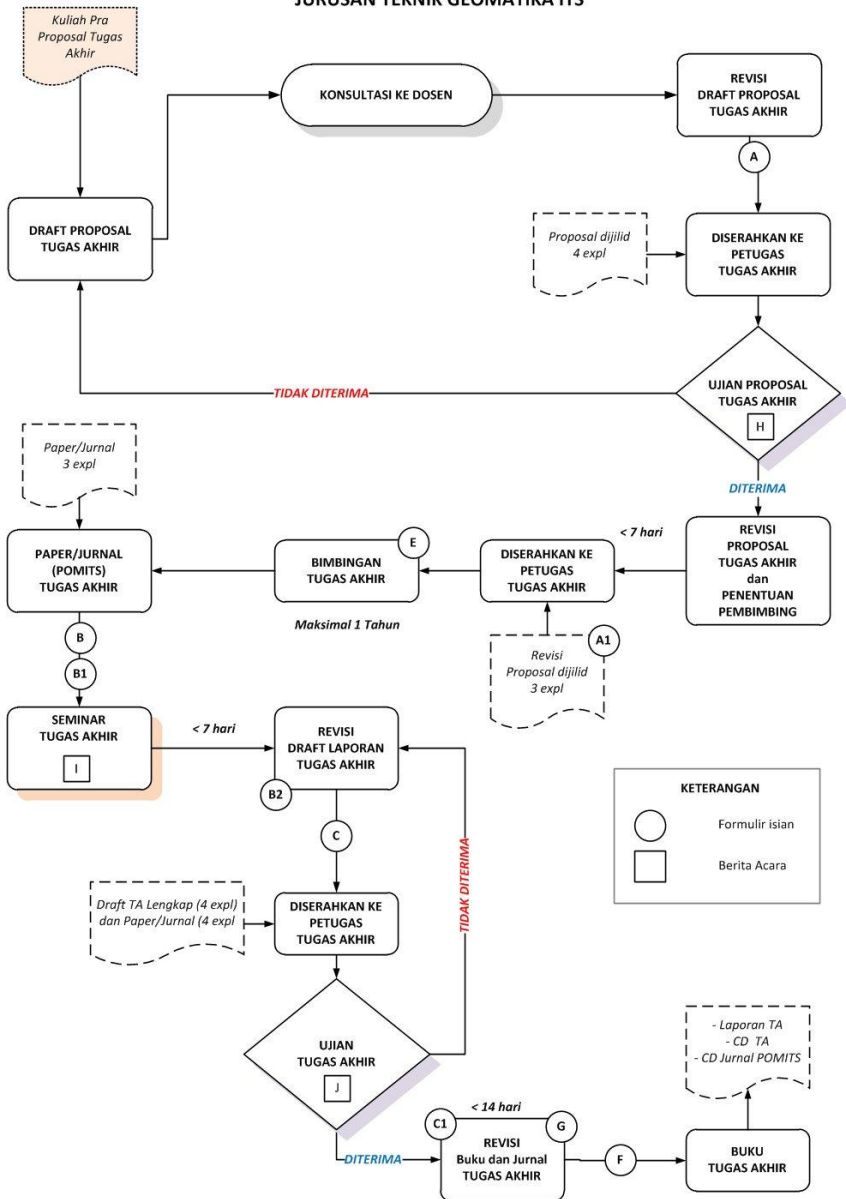 JURUSAN TEKNIK GEOMATIKA ITS
Kuliah Pra
Proposal Tugas
Akhir
KONSULTASI KE DOSEN
REVISI
DRAFT PROPOSAL
TUGAS AKHIR
A
DRAFT PROPOSAL
TUGAS AKHIR
Proposal dijilid
4 expl
DISERAHKAN KE
PETUGAS
TUGAS AKHIR
TIDAK DITERIMA
UJIAN PROPOSAL
TUGAS AKHIR
H
DITERIMA
Paper/Jurnal
3 expl
PAPER/JURNAL
(POMITS)
TUGAS AKHIR
BIMBINGAN
TUGAS AKHIR
E
Maksimal 1 Tahun
DISERAHKAN KE
PETUGAS
TUGAS AKHIR
< 7 hari
REVISI
PROPOSAL
TUGAS AKHIR
dan
PENENTUAN
PEMBIMBING
A1
Revisi
Proposal dijilid
3 expl
B
B1
SEMINAR
TUGAS AKHIR
I
< 7 hari
REVISI
DRAFT LAPORAN
TUGAS AKHIR
B2
C
TIDAK DITERIMA
KETERANGAN
Formulir isian
Berita Acara
Draft TA Lengkap (4 expl)
dan Paper/Jurnal (4 expl
DISERAHKAN KE
PETUGAS
TUGAS AKHIR
UJIAN
TUGAS AKHIR
J
DITERIMA
< 14 hari
C1
G
REVISI
Buku dan Jurnal
TUGAS AKHIR
F
BUKU
TUGAS AKHIR
- Laporan TA
- CD TA
- CD Jurnal POMITS